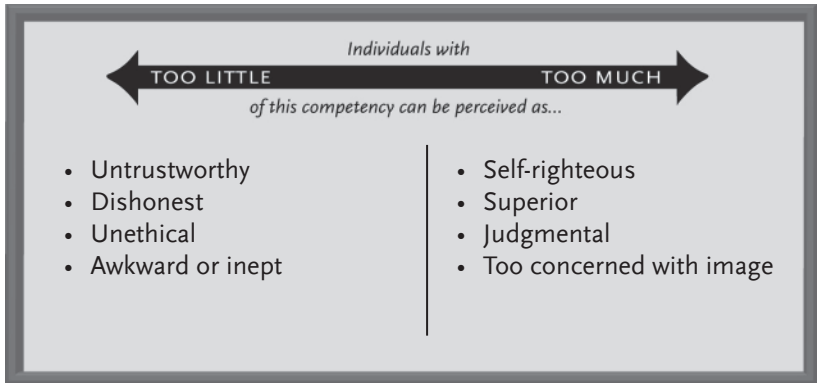 Individuals with
TOO LITTLE TOO MUCH
of this competency can be perceived as...
• Untrustworthy
• Dishonest
• Unethical
• Awkward or inept
• Self-righteous
• Superior
• Judgmental
• Too concerned with image